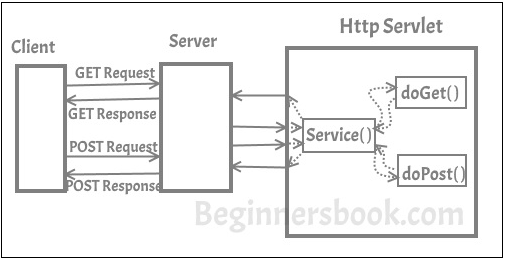 Client
Server
Http Servlet
GET Request
GET Response
POST Request
POST Response
Service()
doGet()
doPost()
Beginnersbook.com